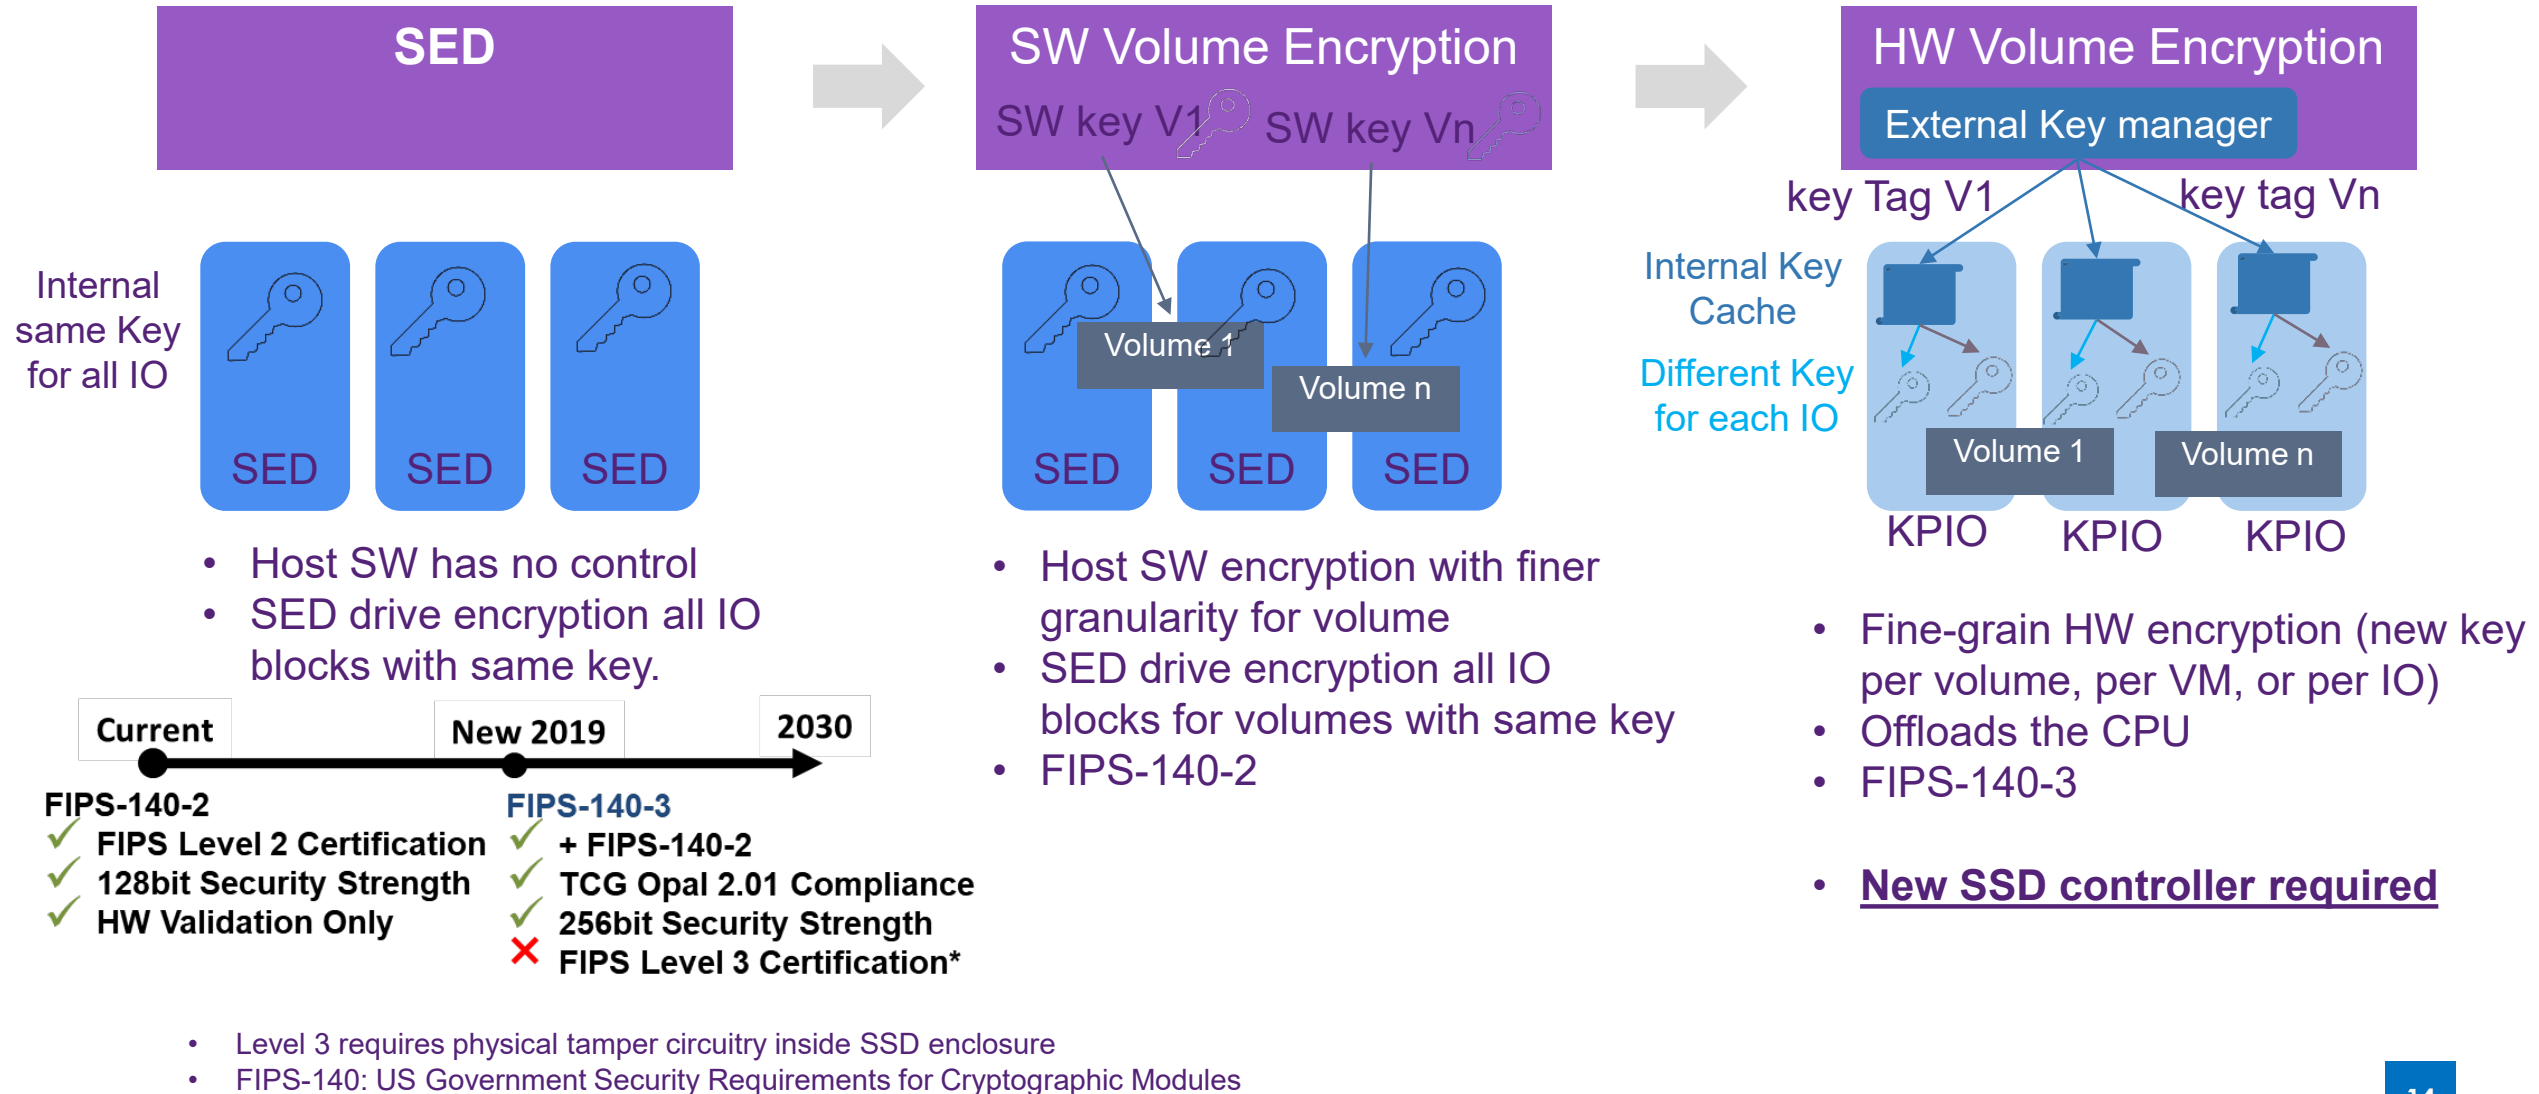 SED
Internal
same Key
for all IO
SED
SED
SED
• Host SW has no control
• SED drive encryption all IO
blocks with same key.
Current
New 2019
2030
FIPS-140-2
FIPS Level 2 Certification
128bit Security Strength
HW Validation Only
FIPS-140-3
+ FIPS-140-2
TCG Opal 2.01 Compliance
256bit Security Strength
FIPS Level 3 Certification*
SW Volume Encryption
SW key V1
SW key Vn
Volume 1
Volume n
SED
SED
SED
• Host SW encryption with finer
granularity for volume
• SED drive encryption all IO
blocks for volumes with same key
• FIPS-140-2
HW Volume Encryption
External Key manager
key Tag V1
key tag Vn
Internal Key
Cache
Different Key
for each IO
Volume 1
Volume n
KPIO
KPIO
KPIO
• Fine-grain HW encryption (new key
per volume, per VM, or per IO)
• Offloads the CPU
• FIPS-140-3
• New SSD controller required
• Level 3 requires physical tamper circuitry inside SSD enclosure
• FIPS-140: US Government Security Requirements for Cryptographic Modules